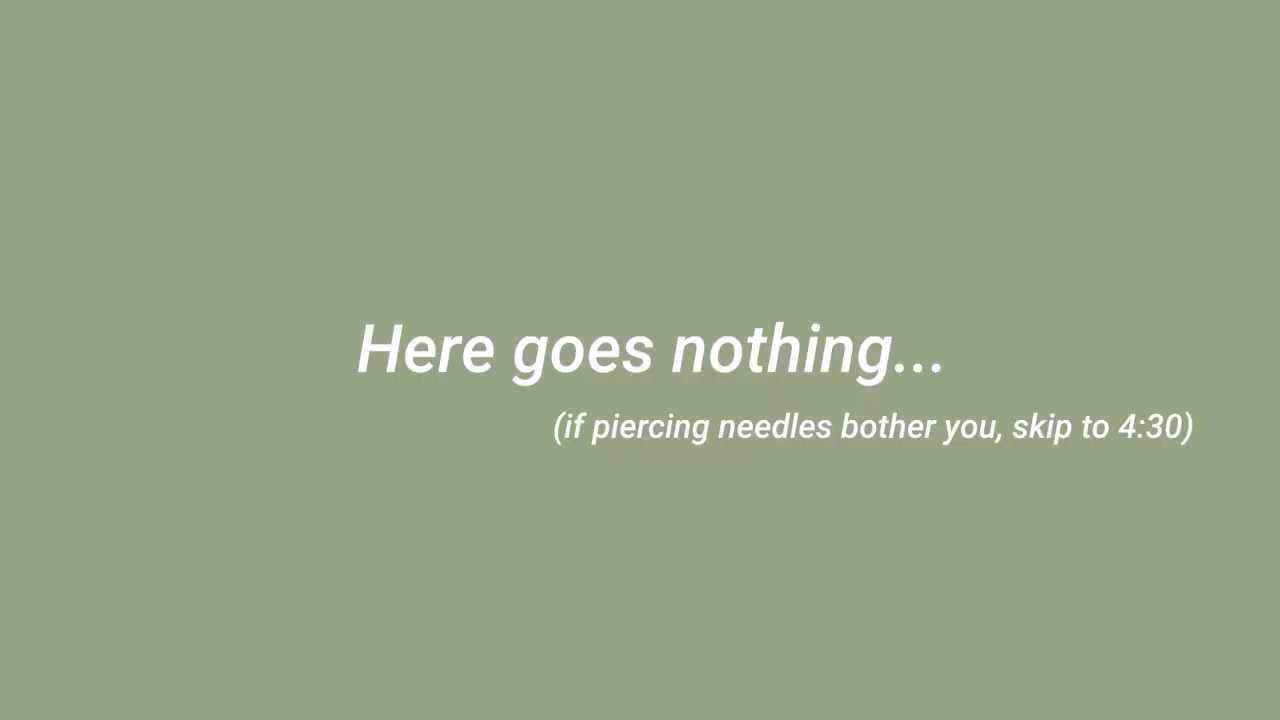 Here goes nothing...
(if piercing needles bother you, skip to 4:30)